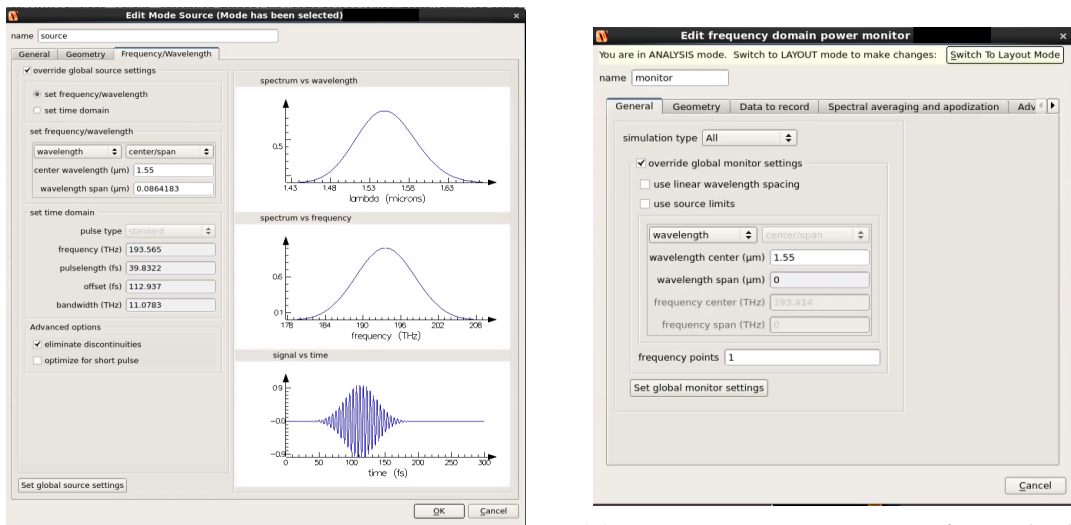 Edit Mode Source (Mode has been selected)
name source
General Geometry Frequency/Wavelength
override global source settings
set frequency/wavelength
set time domain
set frequency/wavelength
wavelength center/span
center wavelength (µm) 1.55
wavelength span (µm) 0.0864183
set time domain
pulse type standard
frequency (THz) 193.565
pulselength (fs) 39.8322
offset (fs) 112.937
bandwidth (THz) 11.0783
Advanced options
eliminate discontinuities
optimize for short pulse
Set global source settings
spectrum vs wavelength
0.5
1.43 1.48 1.53 1.58 1.63
lambda (microns)
spectrum vs frequency
0.6
0.1
178 184 190 196 202 208
frequency (THz)
signal vs time
0.9
-0.0
-0.9
0 50 100 150 200 250 300
time (fs)
OK Cancel
Edit frequency domain power monitor
You are in ANALYSIS mode. Switch to LAYOUT mode to make changes: Switch To Layout Mode
name monitor
General Geometry Data to record Spectral averaging and apodization Adv
simulation type All
override global monitor settings
use linear wavelength spacing
use source limits
wavelength center/span
wavelength center (µm) 1.55
wavelength span (µm) 0
frequency center (THz) 193.414...
frequency span (THz) 0
frequency points 1
Set global monitor settings
Cancel